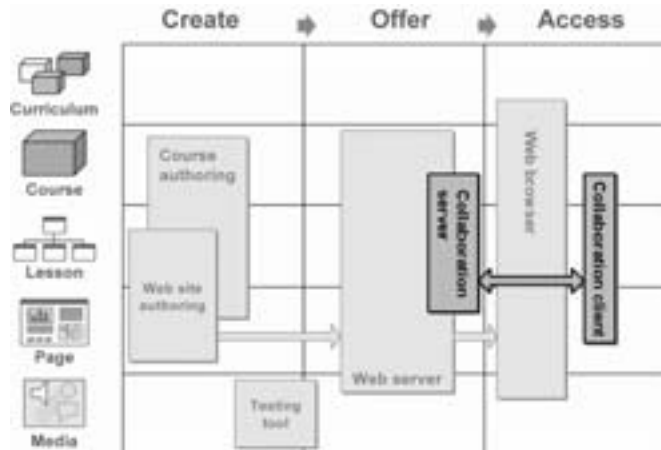 Create
Offer
Access
Curriculum
Course
Lesson
Page
Media
Course
authoring
Web site
authoring
Testing
tool
Web server
Collaboration
server
Web browser
Collaboration client